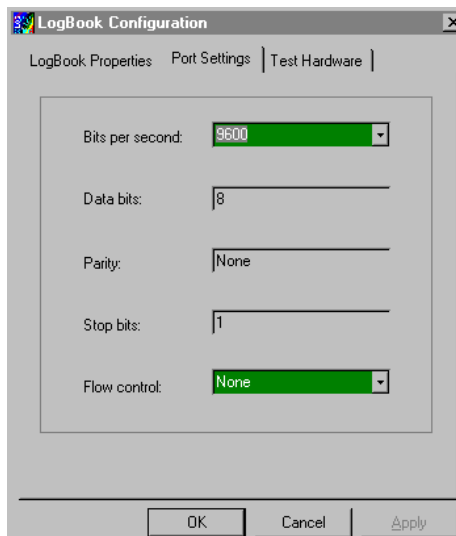 LogBook Configuration
LogBook Properties Port Settings Test Hardware
Bits per second: 9600
Data bits: 8
Parity: None
Stop bits: 1
Flow control: None
OK Cancel Apply